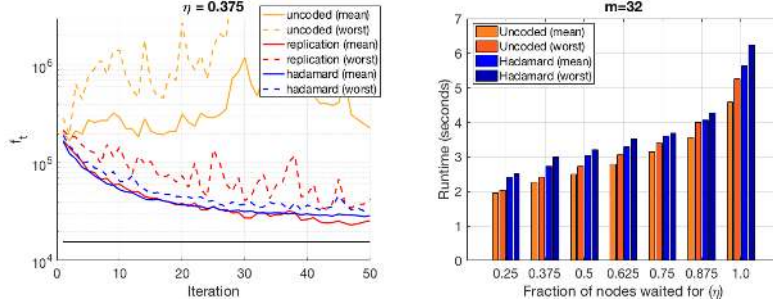 η = 0.375
10^6
10^5
10^4
f_t
0 10 20 30 40 50
Iteration
uncoded (mean)
uncoded (worst)
replication (mean)
replication (worst)
hadamard (mean)
hadamard (worst)
m=32
7
6
5
4
3
2
1
0
Runtime (seconds)
0.25 0.375 0.5 0.625 0.75 0.875 1.0
Fraction of nodes waited for (η)
Uncoded (mean)
Uncoded (worst)
Hadamard (mean)
Hadamard (worst)